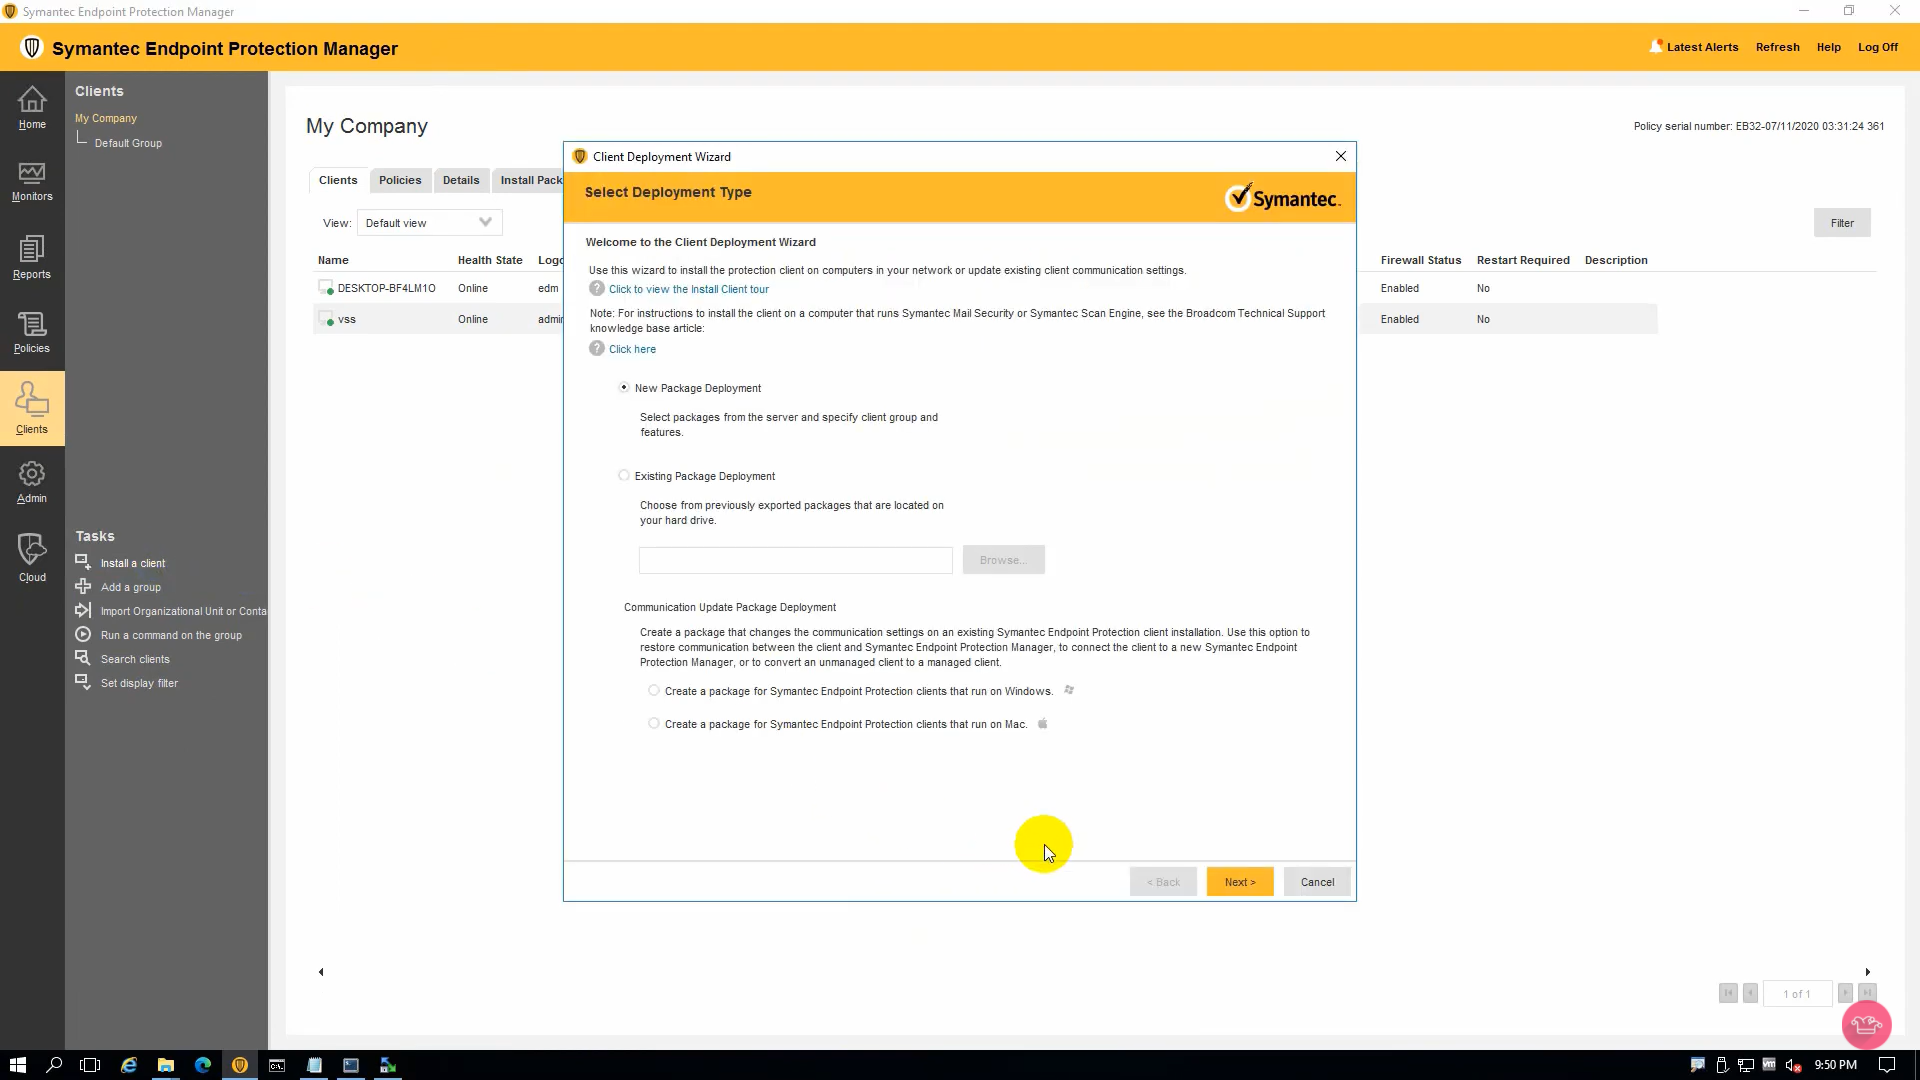 Symantec Endpoint Protection Manager
Symantec Endpoint Protection Manager
Latest Alerts
Refresh
Help
Log Off
Home
Monitors
Reports
Policies
Clients
Admin
Cloud
Clients
My Company
Default Group
Tasks
Install a client
Add a group
Import Organizational Unit or Conta
Run a command on the group
Search clients
Set display filter
My Company
Policy serial number: EB32-07/11/2020 03:31:24 361
Clients
Policies
Details
Install Pack
View:
Default view
Filter
Name
Health State
Logo
Firewall Status
Restart Required
Description
DESKTOP-BF4LM1O
Online
edm
Enabled
No
vss
Online
admin
Enabled
No
Client Deployment Wizard
Select Deployment Type
Symantec.
Welcome to the Client Deployment Wizard
Use this wizard to install the protection client on computers in your network or update existing client communication settings.
? Click to view the Install Client tour
Note: For instructions to install the client on a computer that runs Symantec Mail Security or Symantec Scan Engine, see the Broadcom Technical Support
knowledge base article:
? Click here
New Package Deployment
Select packages from the server and specify client group and
features.
Existing Package Deployment
Choose from previously exported packages that are located on
your hard drive.
Browse...
Communication Update Package Deployment
Create a package that changes the communication settings on an existing Symantec Endpoint Protection client installation. Use this option to
restore communication between the client and Symantec Endpoint Protection Manager, to connect the client to a new Symantec Endpoint
Protection Manager, or to convert an unmanaged client to a managed client.
Create a package for Symantec Endpoint Protection clients that run on Windows.
Create a package for Symantec Endpoint Protection clients that run on Mac.
< Back
Next >
Cancel
1 of 1
9:50 PM